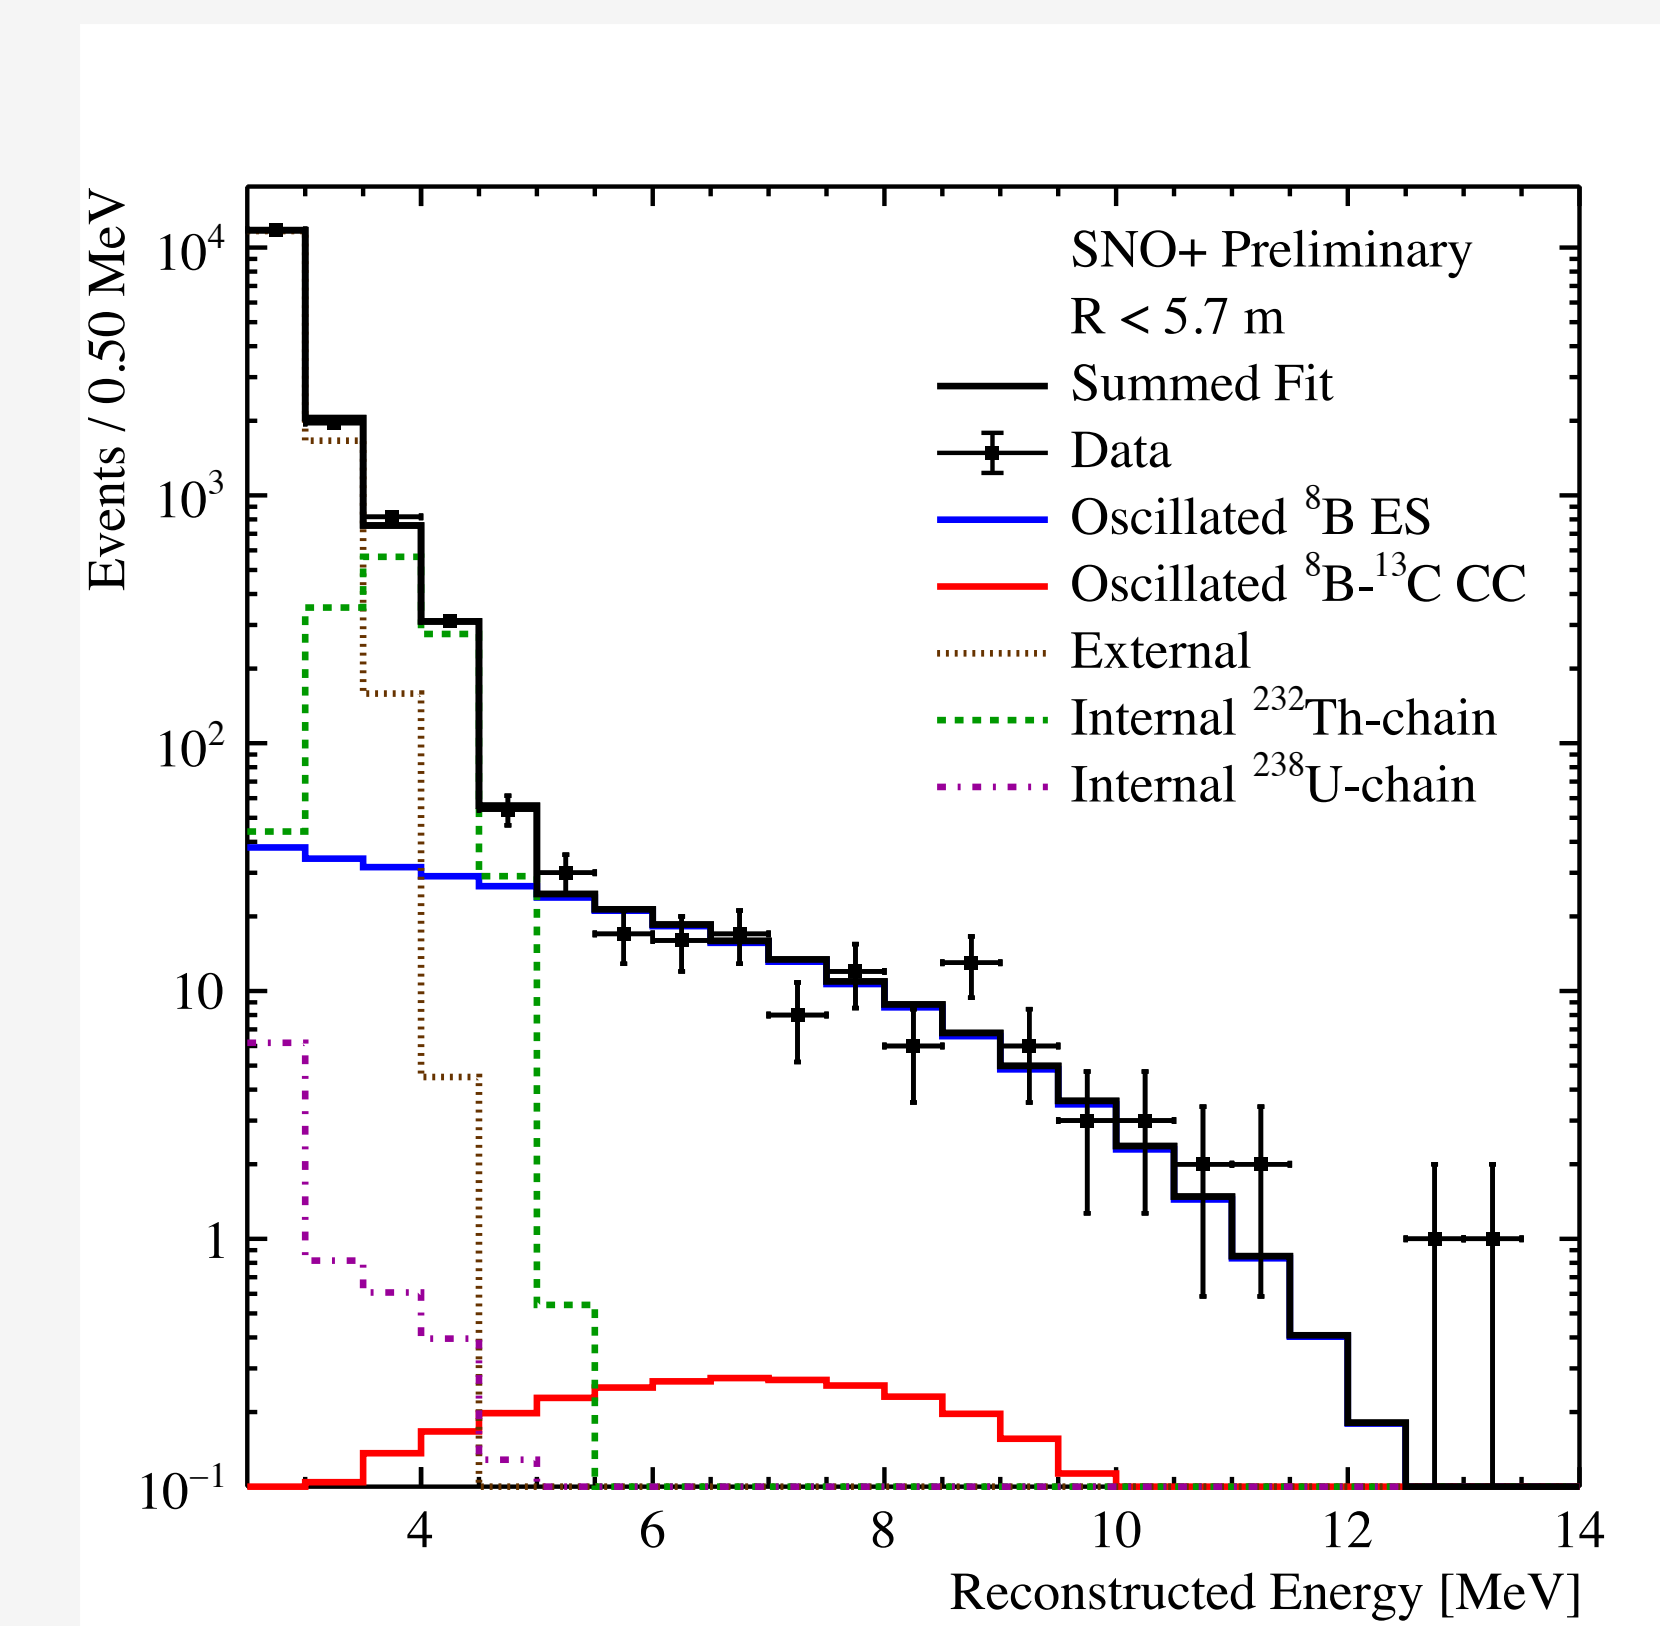 Events / 0.50 MeV
10⁴
10³
10²
10
1
10⁻¹
SNO+ Preliminary
R < 5.7 m
Summed Fit
Data
Oscillated ⁸B ES
Oscillated ⁸B-¹³C CC
External
Internal ²³²Th-chain
Internal ²³⁸U-chain
4 6 8 10 12 14
Reconstructed Energy [MeV]